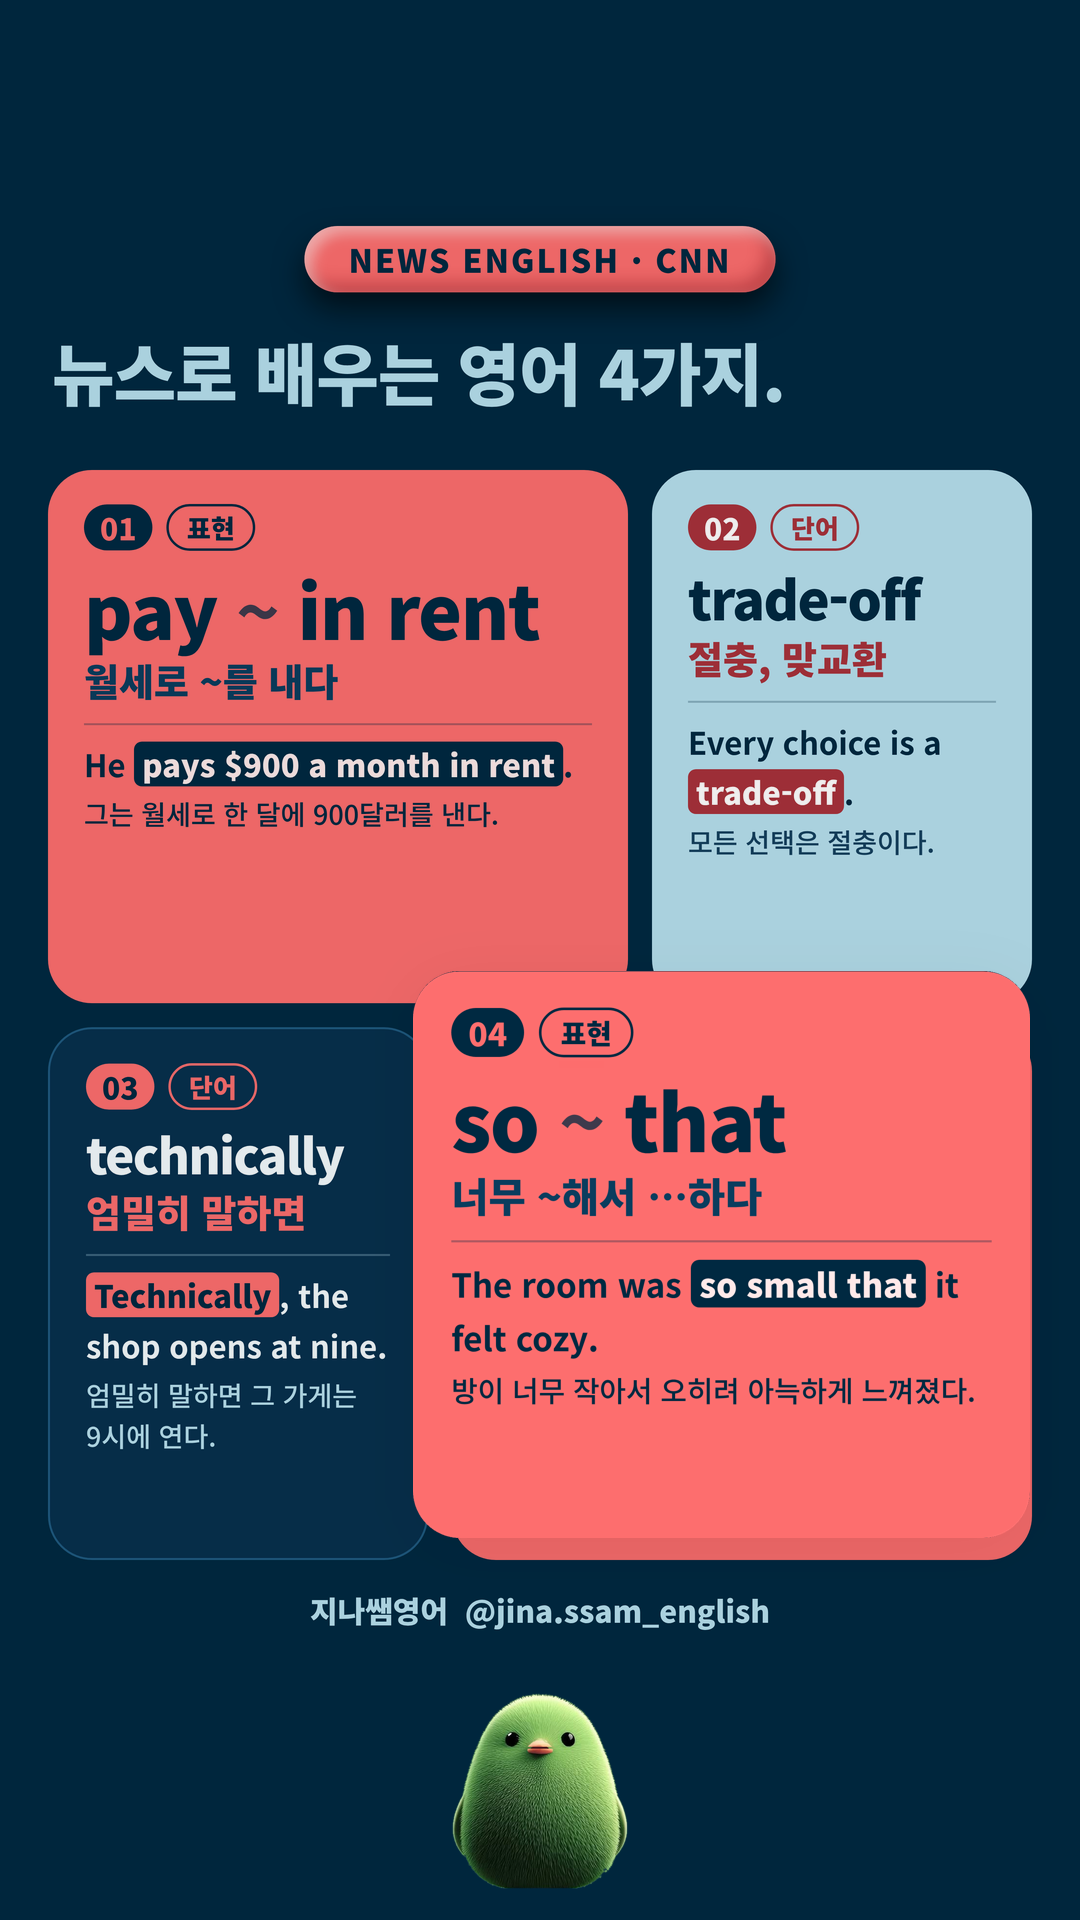 NEWS ENGLISH · CNN
뉴스로 배우는 영어 4가지.
01 표현
pay ~ in rent
월세로 ~를 내다
He pays $900 a month in rent.
그는 월세로 한 달에 900달러를 낸다.
02 단어
trade-off
절충, 맞교환
Every choice is a
trade-off.
모든 선택은 절충이다.
03 단어
technically
엄밀히 말하면
Technically, the
shop opens at nine.
엄밀히 말하면 그 가게는
9시에 연다.
04 표현
so ~ that
너무 ~해서 …하다
The room was so small that it
felt cozy.
방이 너무 작아서 오히려 아늑하게 느껴졌다.
지나쌤영어 @jina.ssam_english